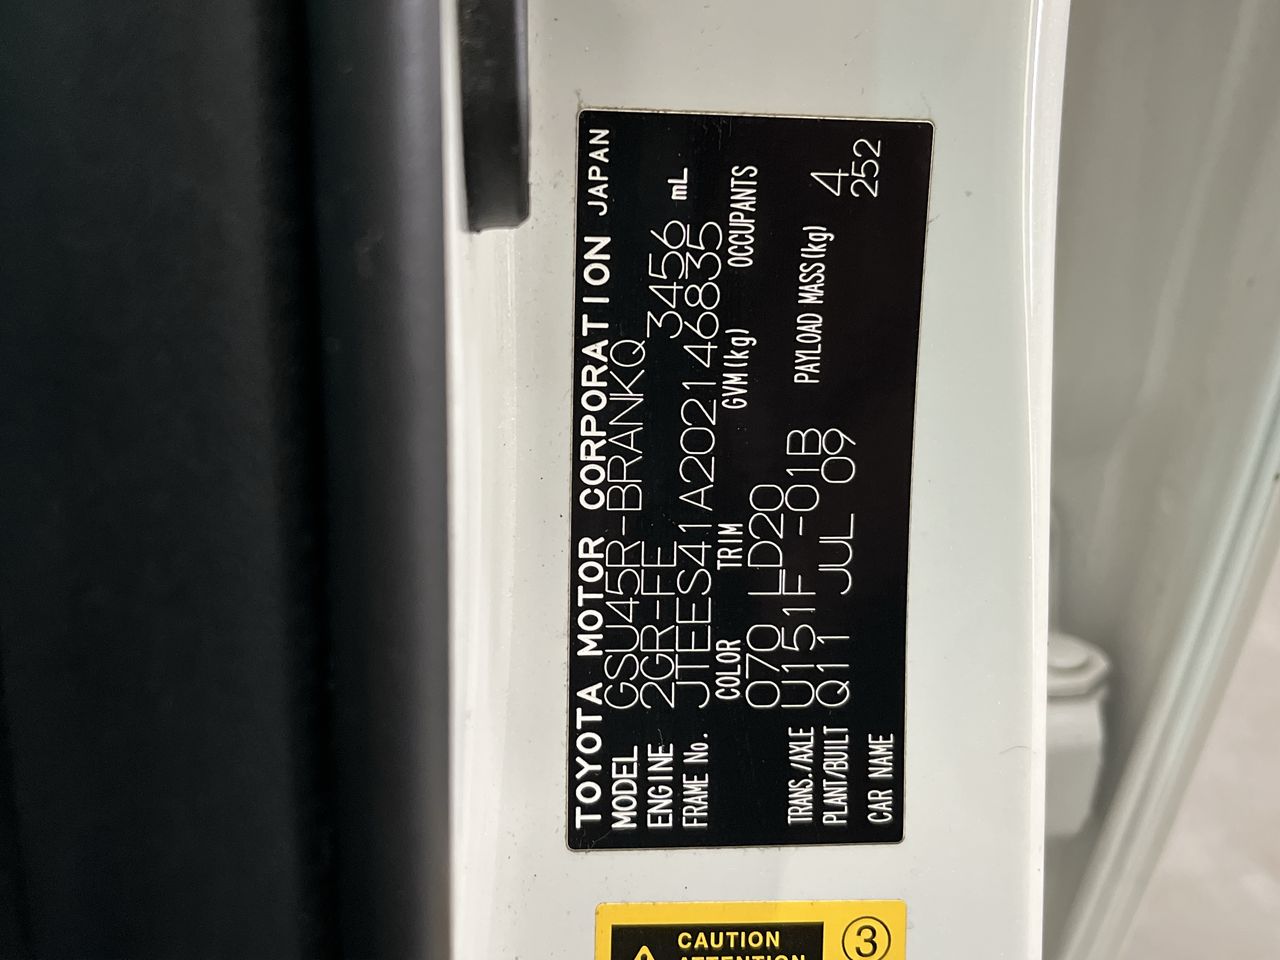 TOYOTA MOTOR CORPORATION JAPAN
MODEL GSU45R-BRANKQ
ENGINE 2GR-FE 3456 mL
FRAME No. JTEES41A202146835
COLOR TRIM GVM(kg) OCCUPANTS
070 LD20 4
TRANS./AXLE U151F -01B PAYLOAD MASS(kg) 252
PLANT/BUILT Q11 JUL 09
CAR NAME
CAUTION
ATTENTION
3